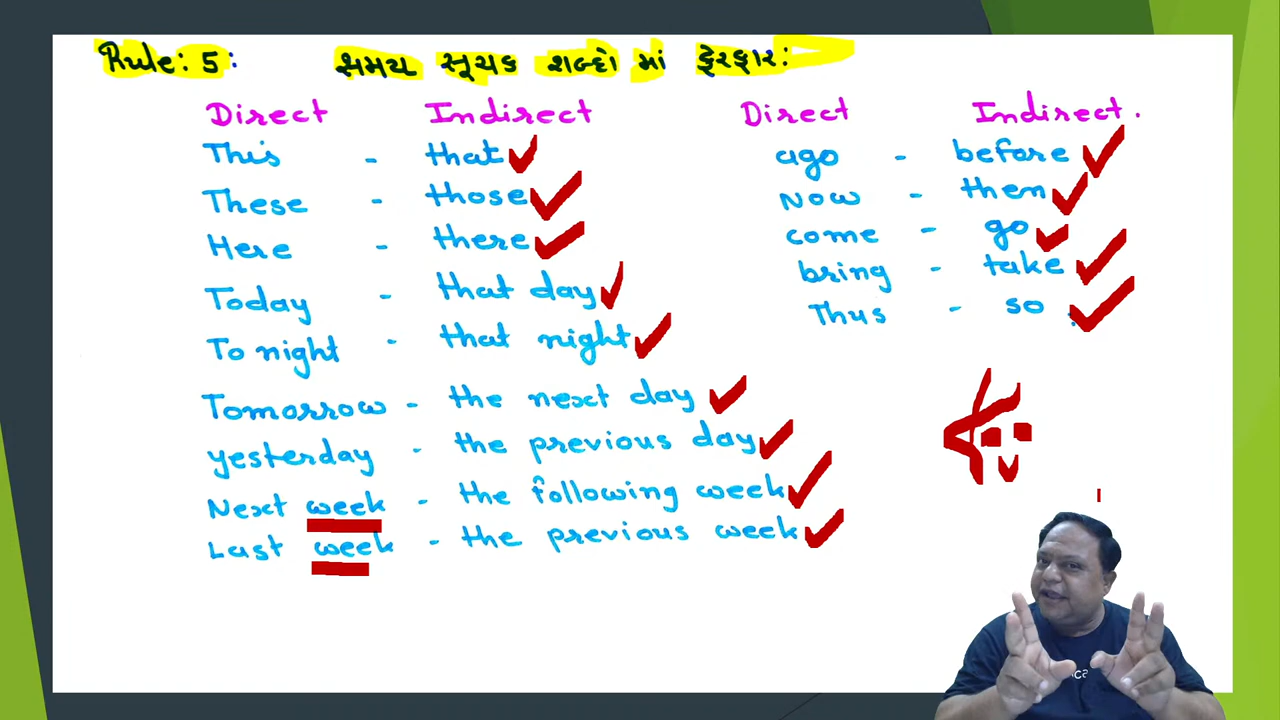 Rule: 5: સમય સૂચક શબ્દો માં ફેરફાર:
Direct Indirect
This - that
These - those
Here - there
Today - that day
To night - that night
Tomorrow - the next day
yesterday - the previous day
Next week - the following week
Last week - the previous week
Direct Indirect.
ago - before
Now - then
come - go
bring - take
Thus - so.